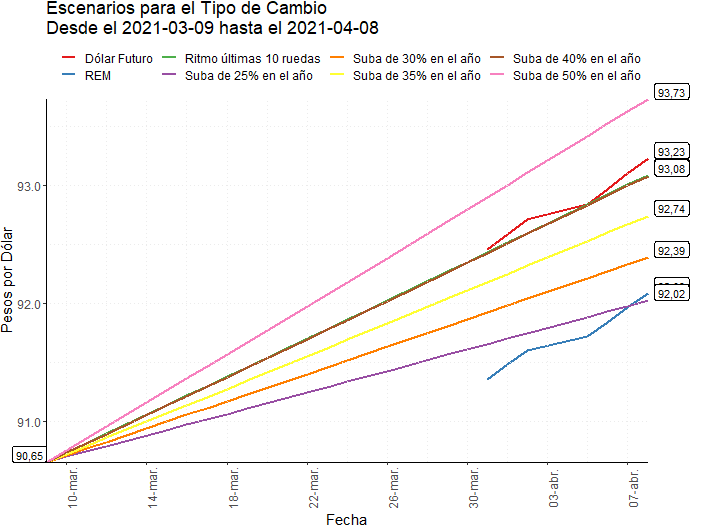 Escenarios para el Tipo de Cambio
Desde el 2021-03-09 hasta el 2021-04-08
Dólar Futuro
Ritmo últimas 10 ruedas
Suba de 30% en el año
Suba de 40% en el año
REM
Suba de 25% en el año
Suba de 35% en el año
Suba de 50% en el año
93,73
93,23
93,08
92,74
92,39
92,02
90,65
93.0
92.0
91.0
Pesos por Dólar
10-mar.
14-mar.
18-mar.
22-mar.
26-mar.
30-mar.
03-abr.
07-abr.
Fecha